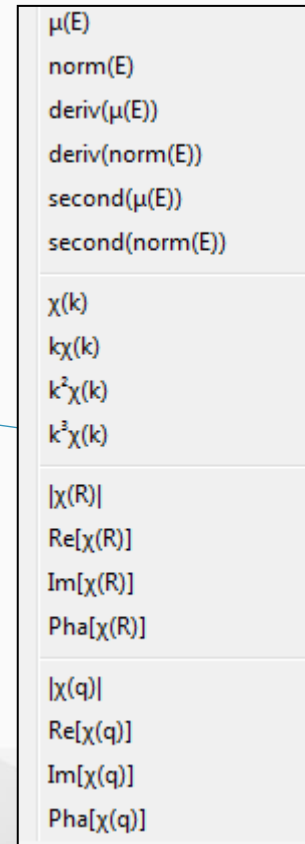 μ(E)
norm(E)
deriv(μ(E))
deriv(norm(E))
second(μ(E))
second(norm(E))
χ(k)
kχ(k)
k²χ(k)
k³χ(k)
|χ(R)|
Re[χ(R)]
Im[χ(R)]
Pha[χ(R)]
|χ(q)|
Re[χ(q)]
Im[χ(q)]
Pha[χ(q)]